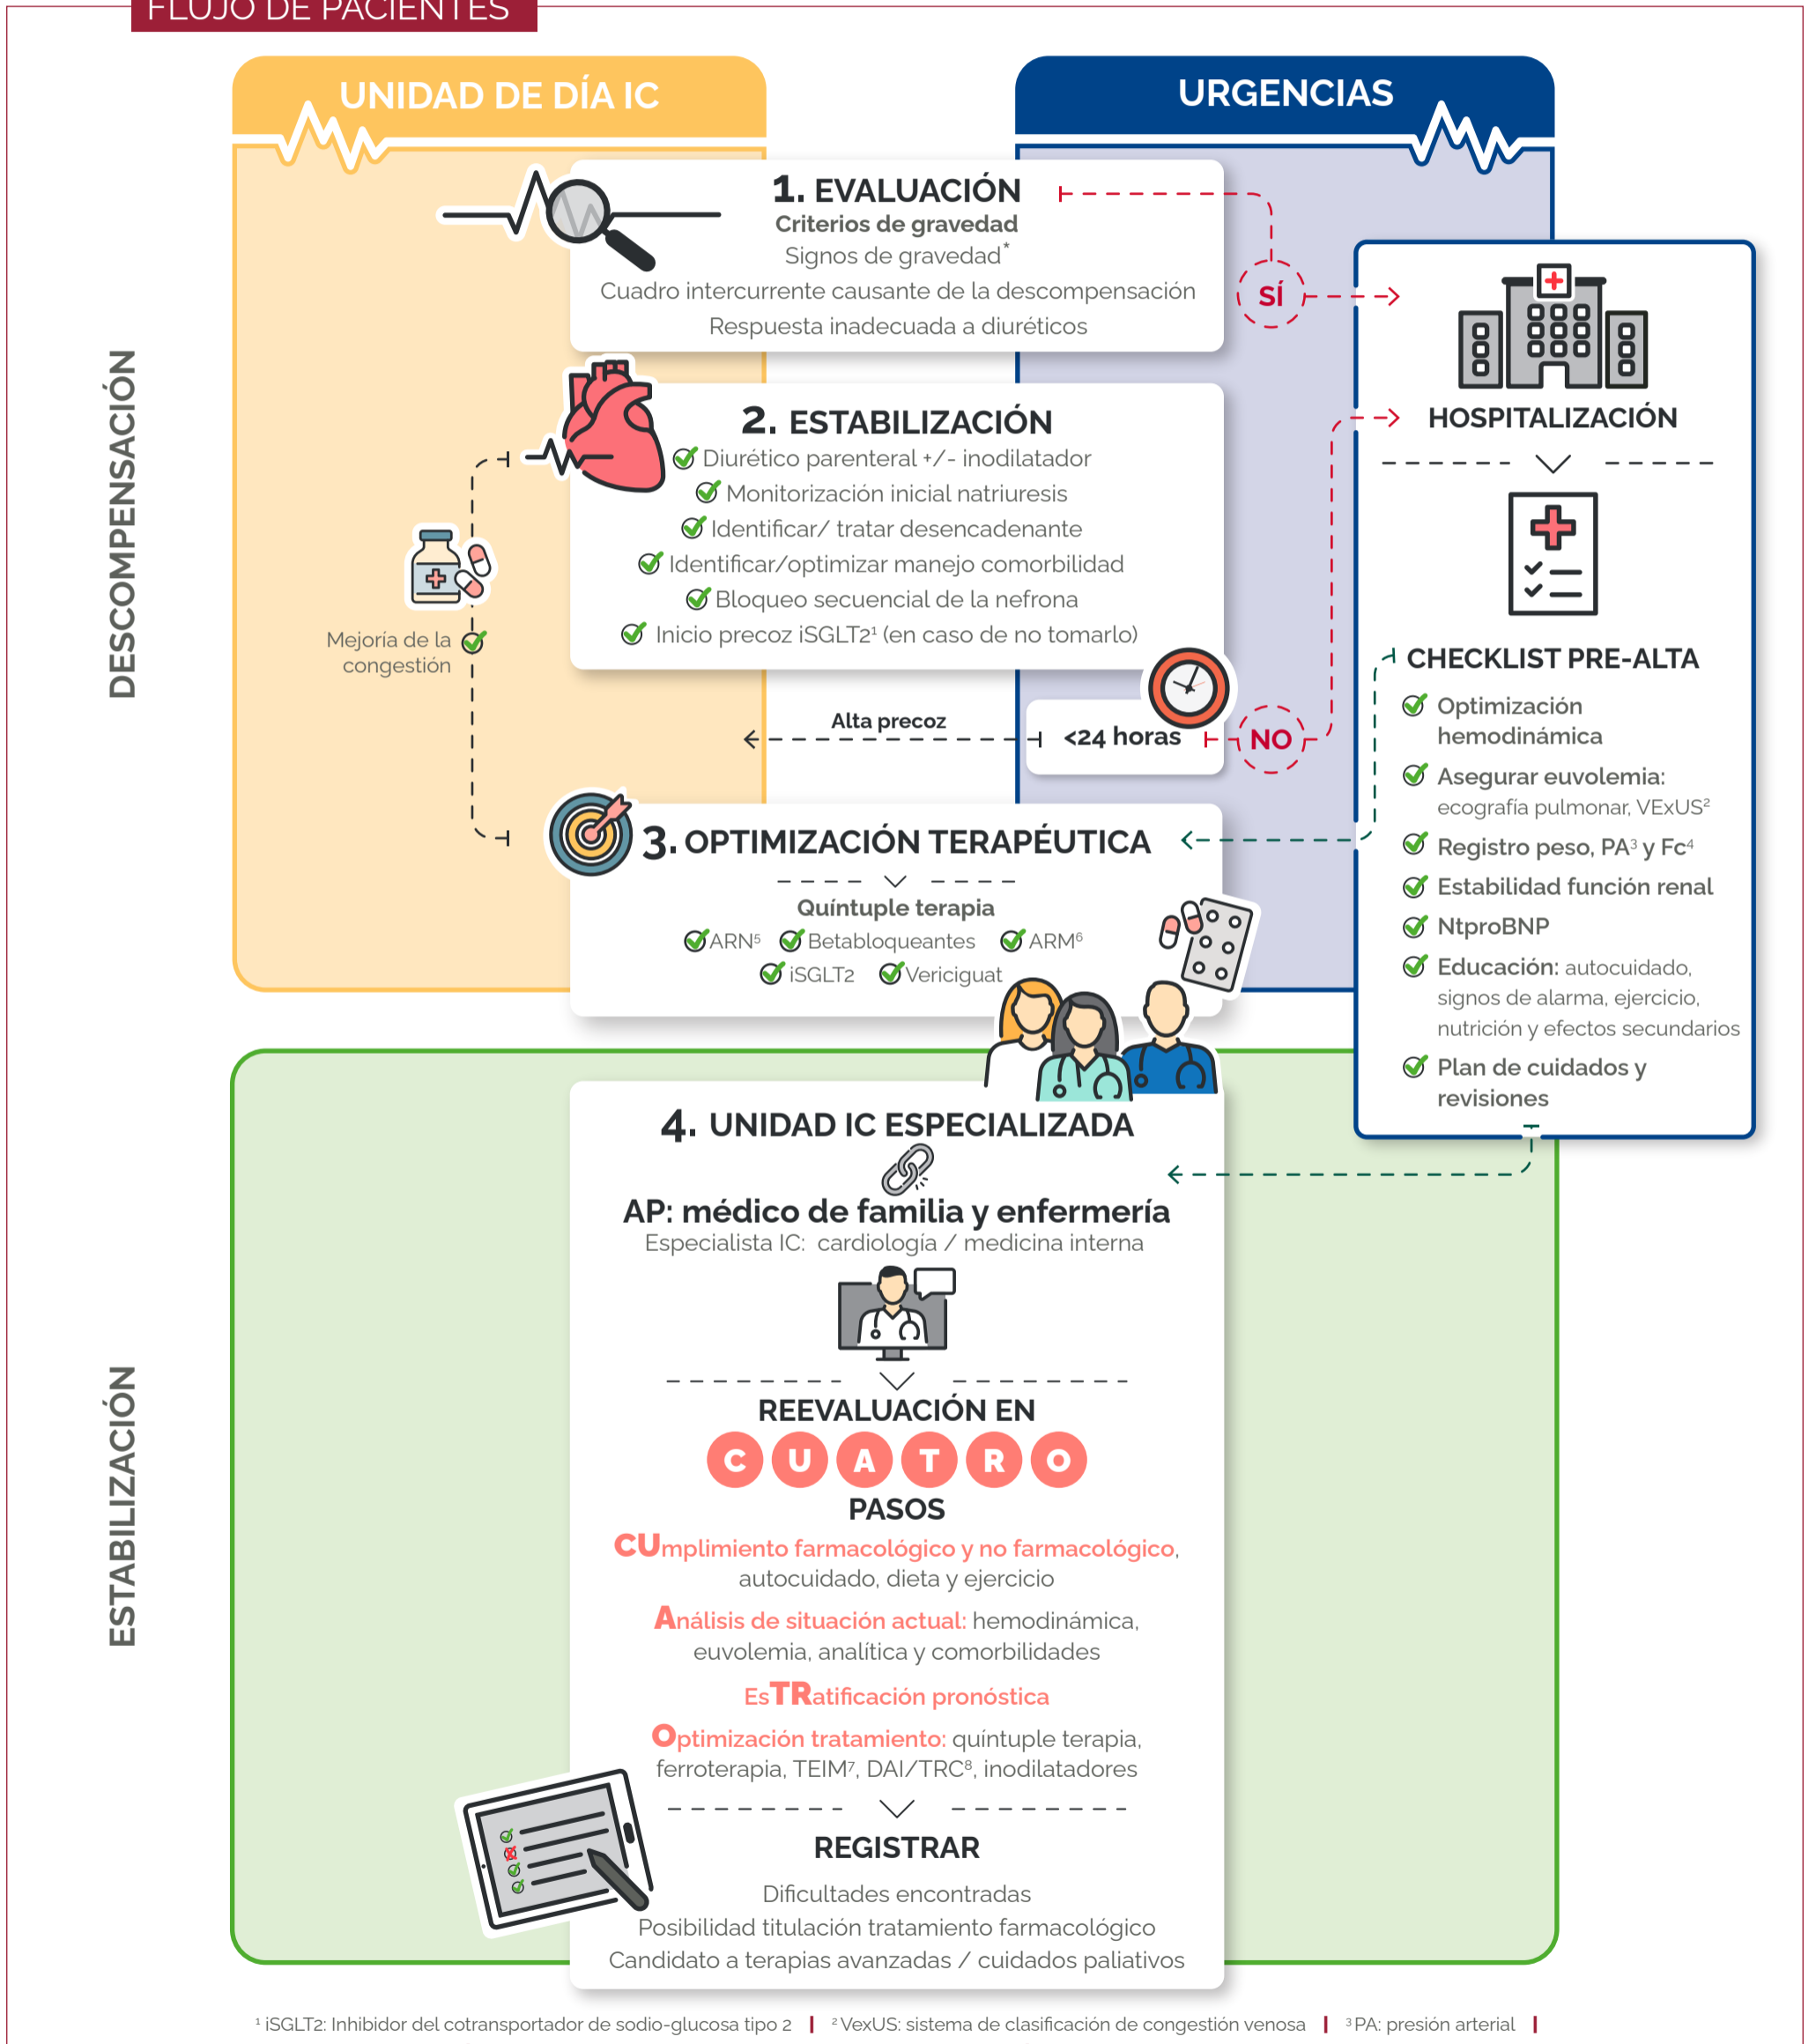 FLUJO DE PACIENTES
UNIDAD DE DÍA IC
URGENCIAS
DESCOMPENSACIÓN
1. EVALUACIÓN
Criterios de gravedad
Signos de gravedad*
Cuadro intercurrente causante de la descompensación
Respuesta inadecuada a diuréticos
SÍ
2. ESTABILIZACIÓN
Diurético parenteral +/- inodilatador
Monitorización inicial natriuresis
Identificar/ tratar desencadenante
Identificar/optimizar manejo comorbilidad
Bloqueo secuencial de la nefrona
Inicio precoz iSGLT2¹ (en caso de no tomarlo)
Mejoría de la
congestión
Alta precoz
<24 horas
NO
3. OPTIMIZACIÓN TERAPÉUTICA
Quíntuple terapia
ARN⁵ Betabloqueantes ARM⁶
iSGLT2 Vericiguat
HOSPITALIZACIÓN
CHECKLIST PRE-ALTA
Optimización
hemodinámica
Asegurar euvolemia:
ecografía pulmonar, VExUS²
Registro peso, PA³ y Fc⁴
Estabilidad función renal
NtproBNP
Educación: autocuidado,
signos de alarma, ejercicio,
nutrición y efectos secundarios
Plan de cuidados y
revisiones
ESTABILIZACIÓN
4. UNIDAD IC ESPECIALIZADA
AP: médico de familia y enfermería
Especialista IC: cardiología / medicina interna
REEVALUACIÓN EN
CUATRO
PASOS
CUmplimiento farmacológico y no farmacológico,
autocuidado, dieta y ejercicio
Análisis de situación actual: hemodinámica,
euvolemia, analítica y comorbilidades
EsTRatificación pronóstica
Optimización tratamiento: quíntuple terapia,
ferroterapia, TEIM⁷, DAI/TRC⁸, inodilatadores
REGISTRAR
Dificultades encontradas
Posibilidad titulación tratamiento farmacológico
Candidato a terapias avanzadas / cuidados paliativos
¹ iSGLT2: Inhibidor del cotransportador de sodio-glucosa tipo 2 | ² VexUS: sistema de clasificación de congestión venosa | ³ PA: presión arterial |